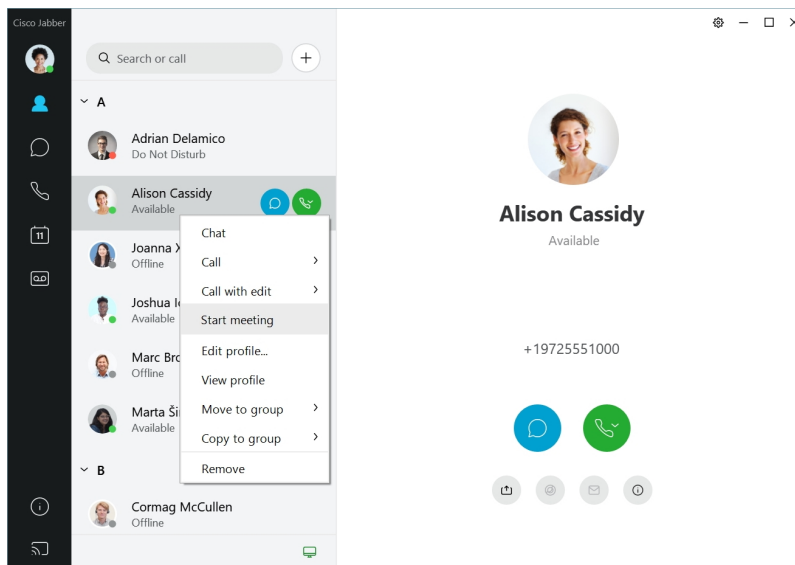 Cisco Jabber
Search or call
A
Adrian Delamico
Do Not Disturb
Alison Cassidy
Available
Joanna
Offline
Joshua
Available
Marc
Offline
Marta
Available
B
Cormag McCullen
Offline
11
Chat
Call
Call with edit
Start meeting
Edit profile...
View profile
Move to group
Copy to group
Remove
Alison Cassidy
Available
+19725551000